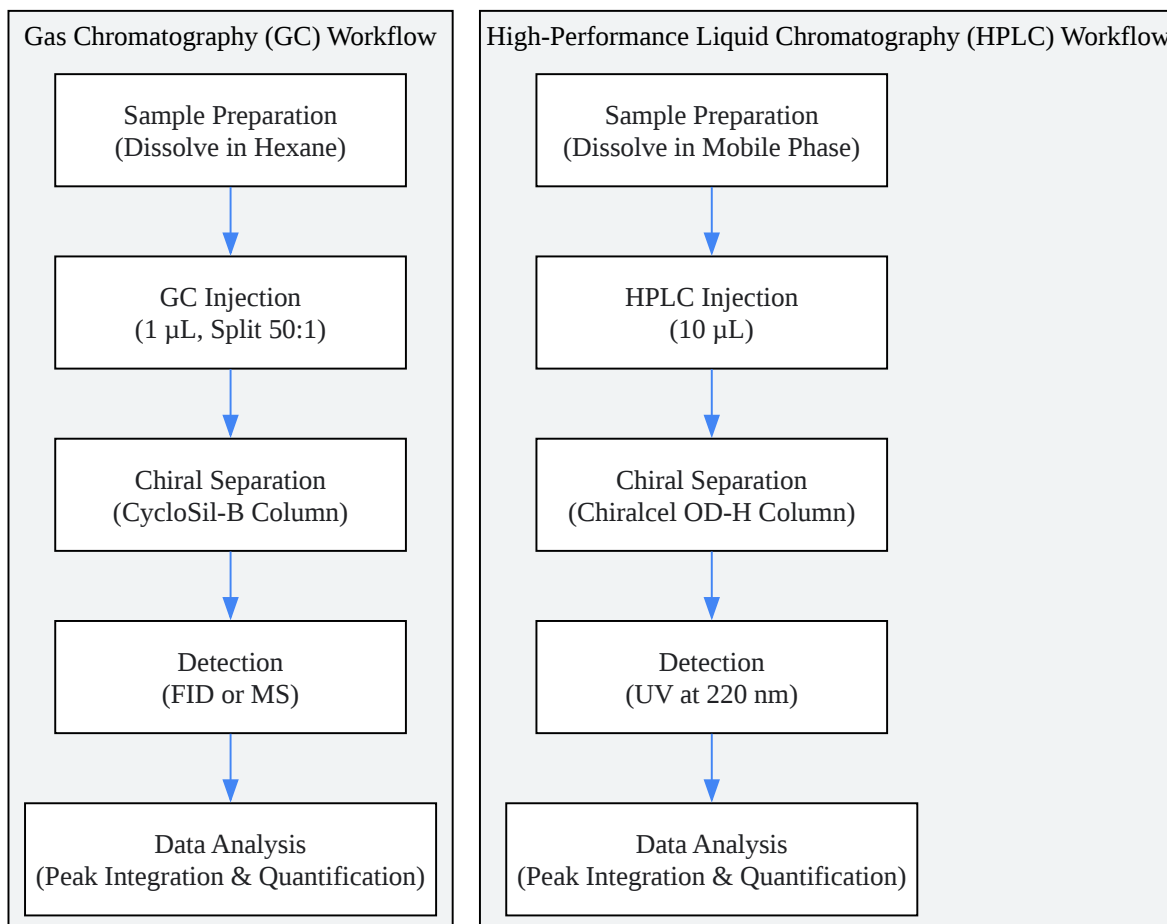 Gas Chromatography (GC) Workflow
Sample Preparation
(Dissolve in Hexane)
GC Injection
(1 µL, Split 50:1)
Chiral Separation
(CycloSil-B Column)
Detection
(FID or MS)
Data Analysis
(Peak Integration & Quantification)
High-Performance Liquid Chromatography (HPLC) Workflow
Sample Preparation
(Dissolve in Mobile Phase)
HPLC Injection
(10 µL)
Chiral Separation
(Chiralcel OD-H Column)
Detection
(UV at 220 nm)
Data Analysis
(Peak Integration & Quantification)